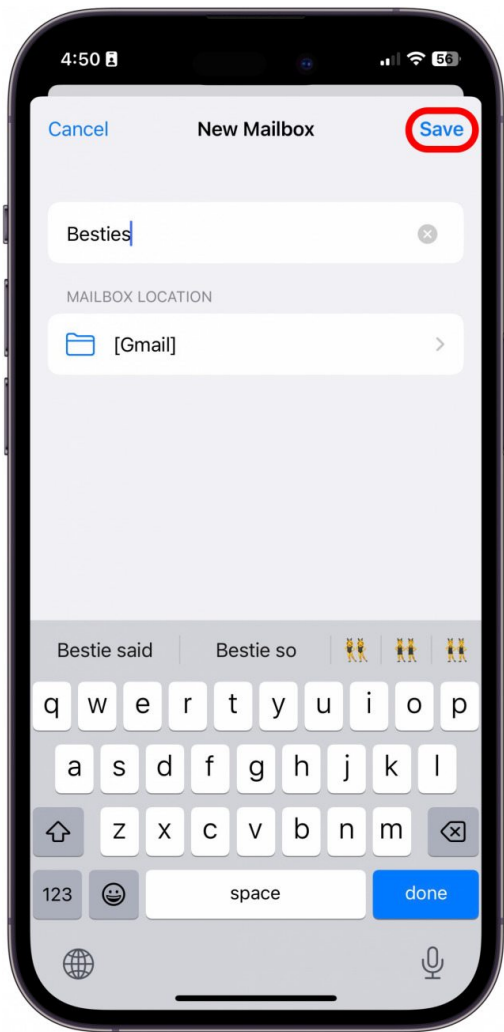 4:50 56
Cancel New Mailbox Save
Besties
MAILBOX LOCATION
[Gmail]
Bestie said Bestie so
q w e r t y u i o p
a s d f g h j k l
z x c v b n m
123 space done